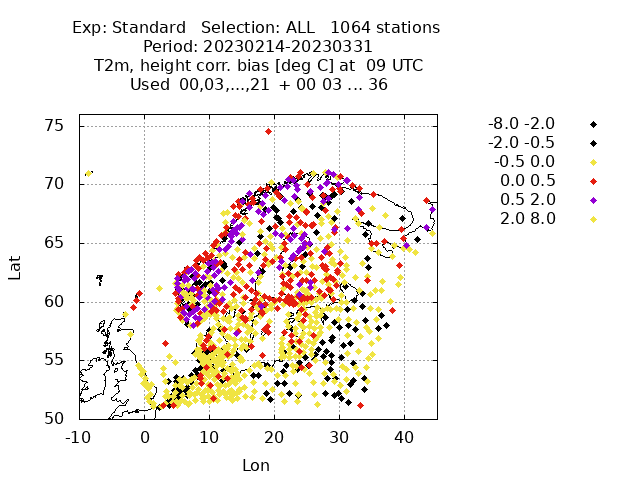 Exp: Standard   Selection: ALL   1064 stations
Period: 20230214-20230331
T2m, height corr. bias [deg C] at  09 UTC
Used  00,03,...,21  + 00 03 ... 36
75
70
65
60
55
50
-10 0 10 20 30 40
Lat
Lon
-8.0 -2.0
-2.0 -0.5
-0.5 0.0
0.0 0.5
0.5 2.0
2.0 8.0